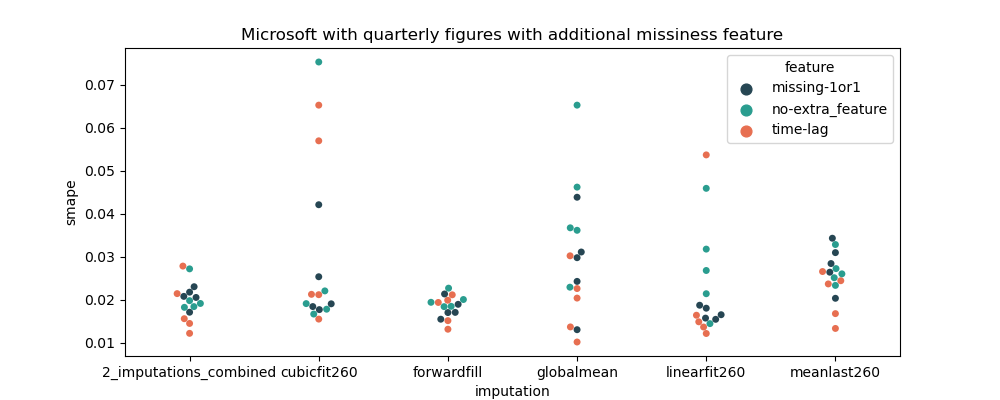 Microsoft with quarterly figures with additional missiness feature
feature
missing-1or1
no-extra_feature
time-lag
0.07
0.06
0.05
0.04
0.03
0.02
0.01
smape
2_imputations_combined cubicfit260 forwardfill globalmean linearfit260 meanlast260
imputation